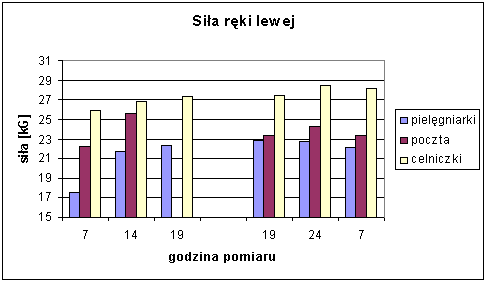 Siła ręki lewej
31
29
27
25
23
21
19
17
15
siła [kG]
7 14 19 19 24 7
godzina pomiaru
pielęgniarki
poczta
celniczki